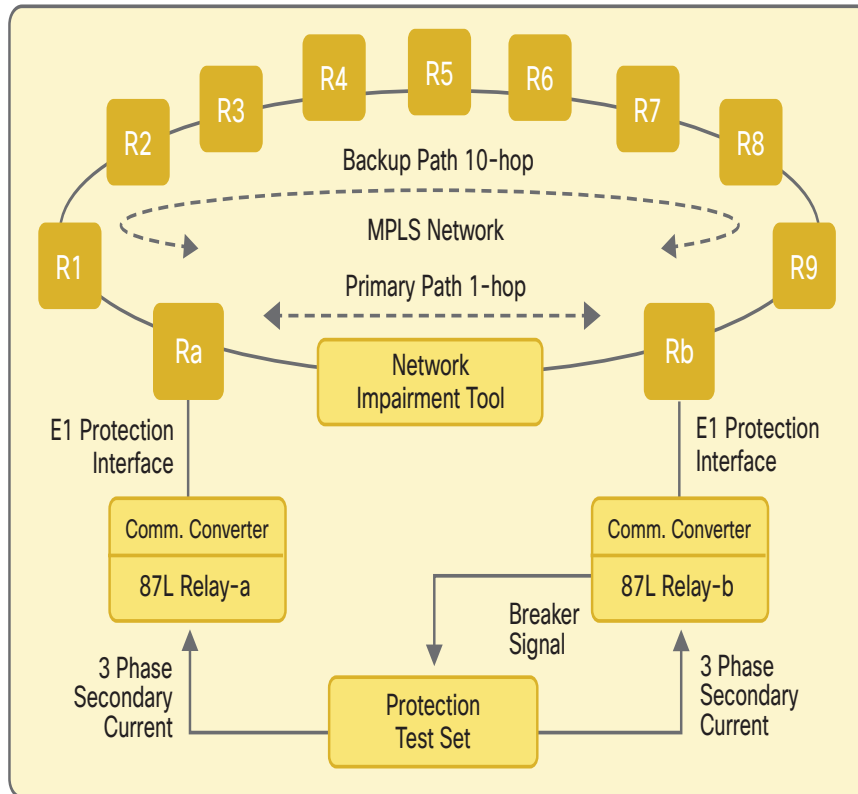 R1
R2
R3
R4
R5
R6
R7
R8
R9
Backup Path 10-hop
MPLS Network
Primary Path 1-hop
Ra
Rb
Network
Impairment Tool
E1 Protection
Interface
E1 Protection
Interface
Comm. Converter
87L Relay-a
Comm. Converter
87L Relay-b
Breaker
Signal
3 Phase
Secondary
Current
Protection
Test Set
3 Phase
Secondary
Current